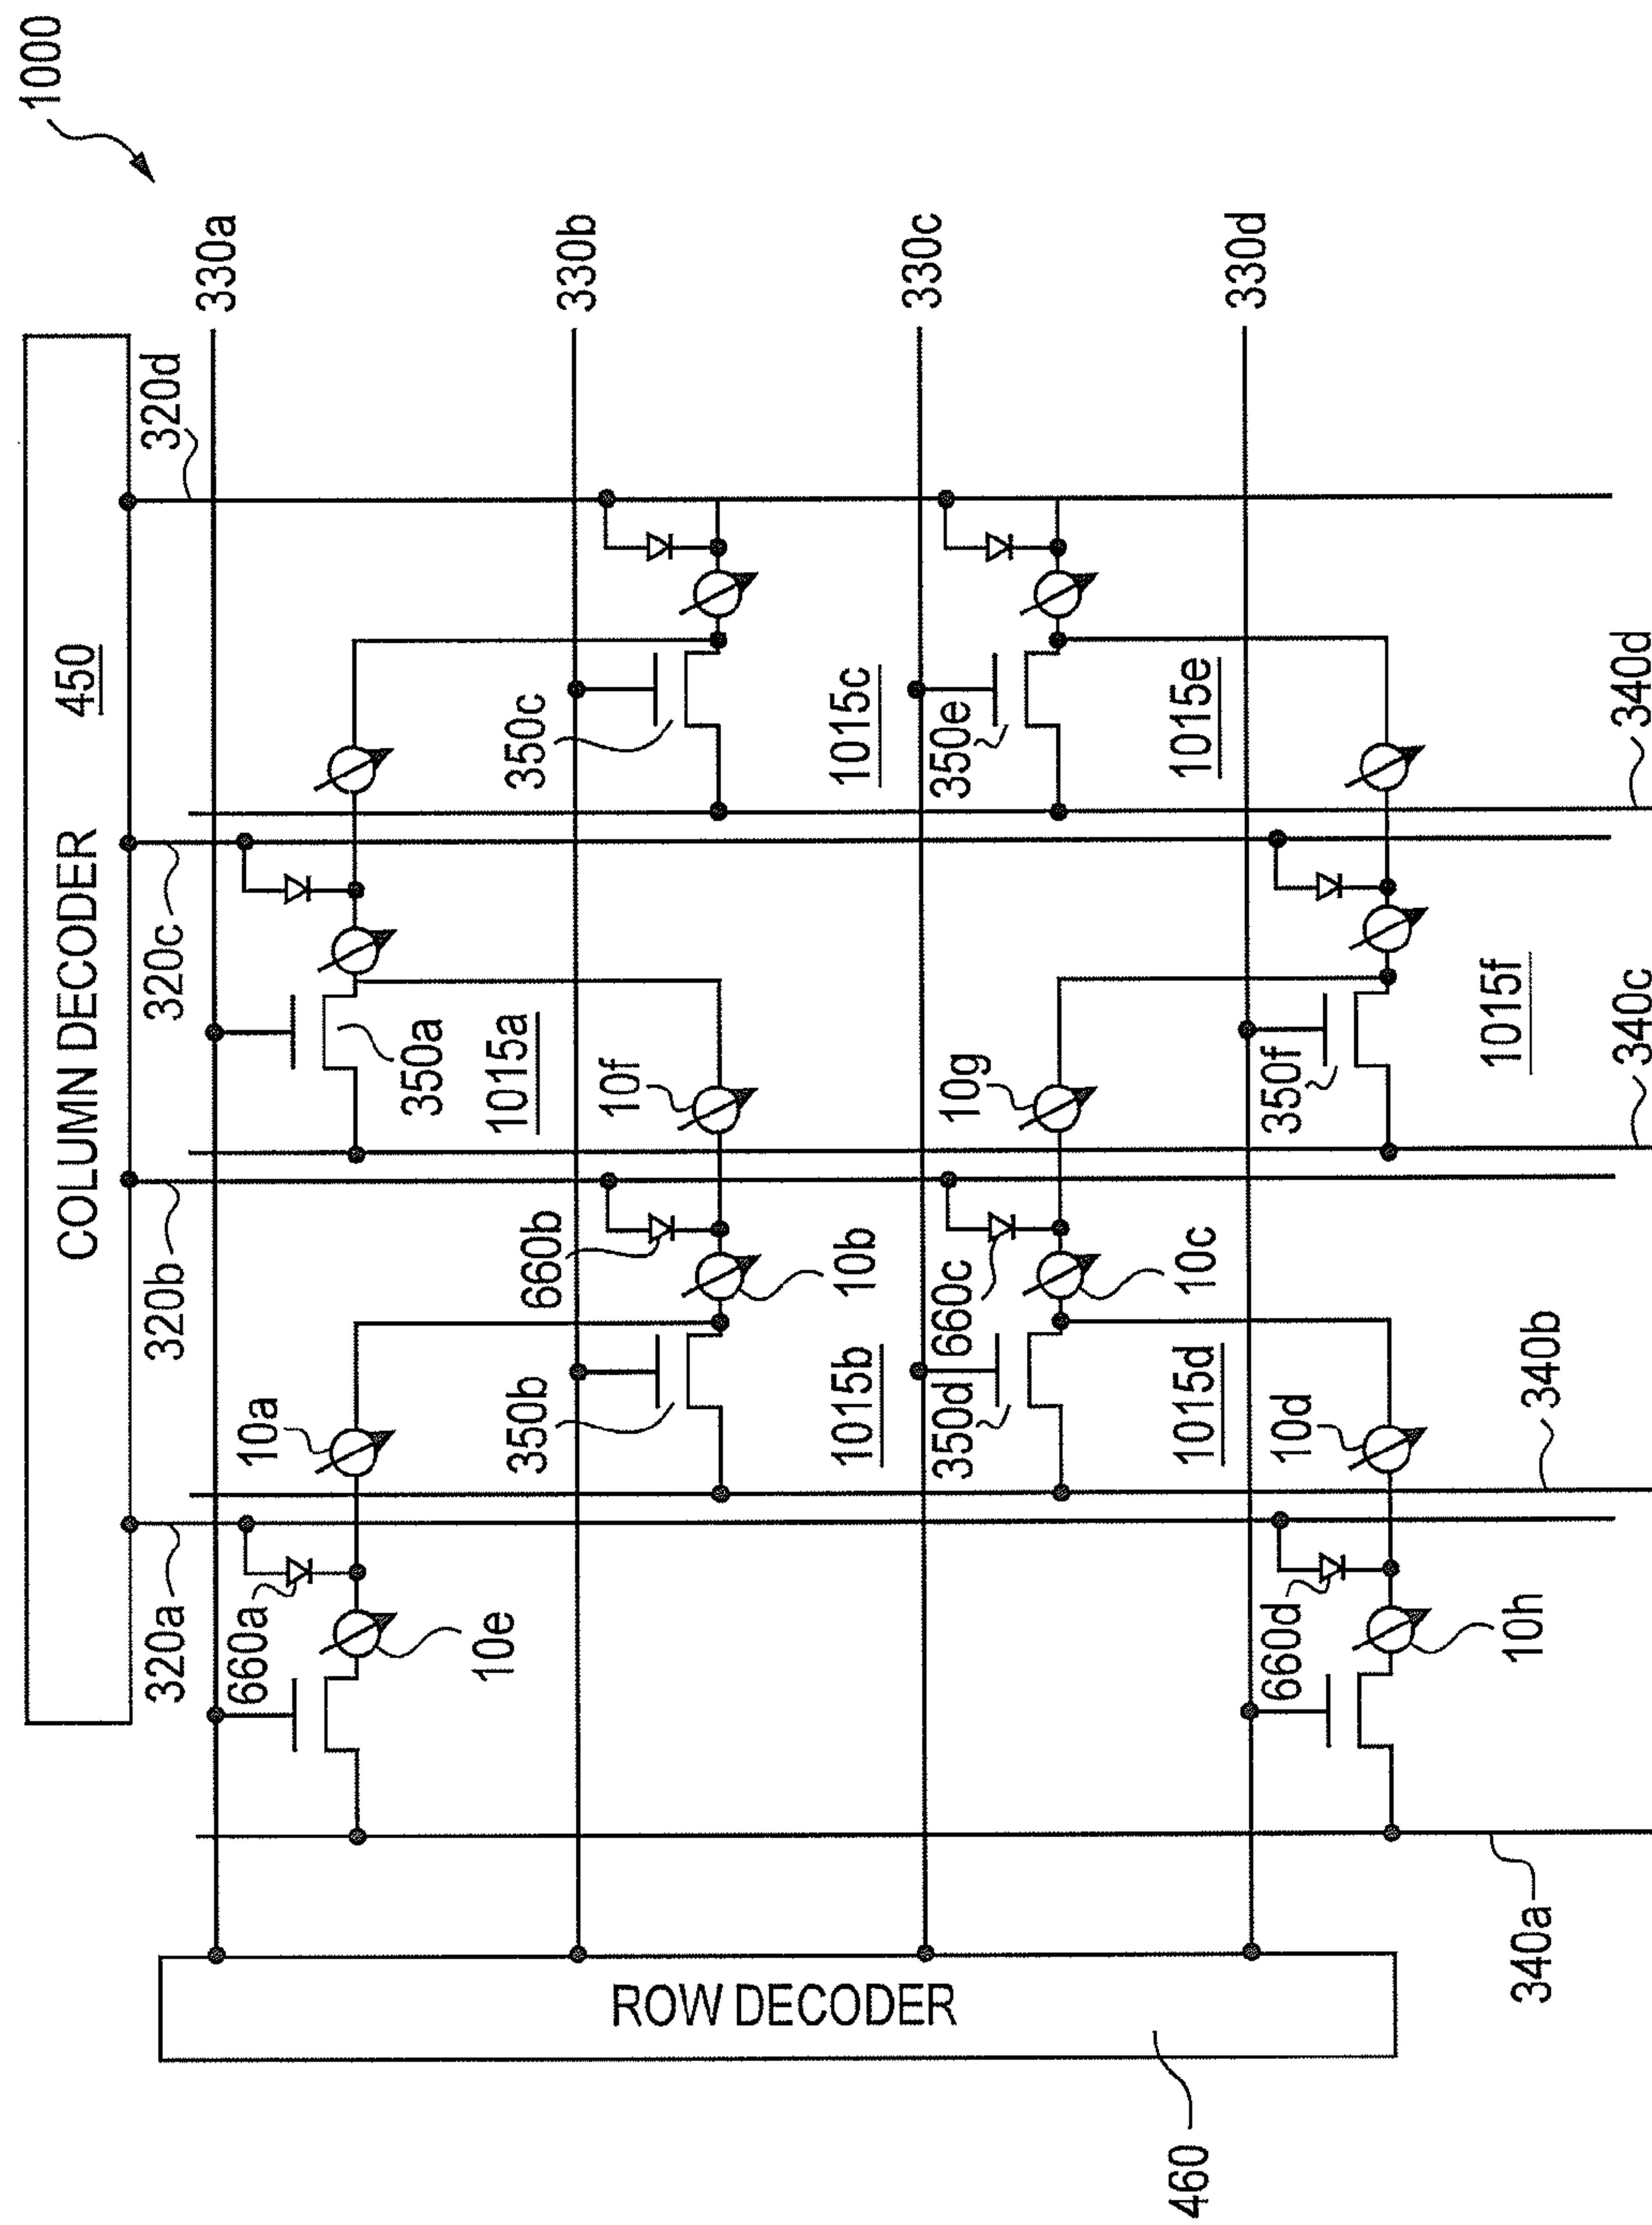 1000
COLUMN DECODER 450
320a
320b
320c
320d
330a
660a
10e
10a
350a
1015a
330b
350b
660b
10b
1015b
10f
350c
1015c
330c
350d
660c
10c
1015d
10g
350e
1015e
330d
660d
10h
10d
350f
1015f
340a
340b
340c
340d
ROW DECODER
460